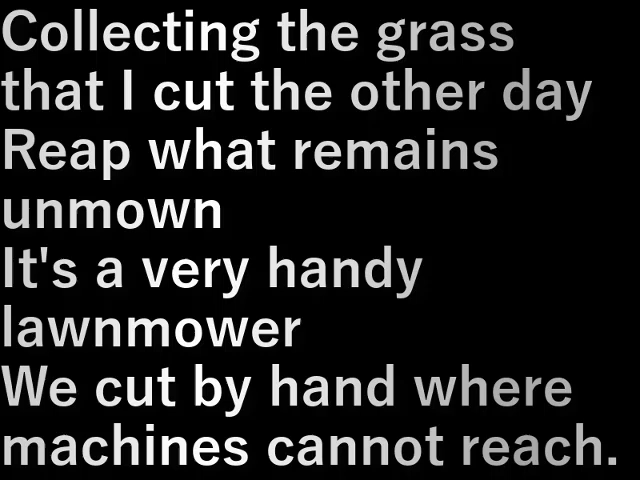 Collecting the grass
that I cut the other day
Reap what remains
unmown
It's a very handy
lawnmower
We cut by hand where
machines cannot reach.